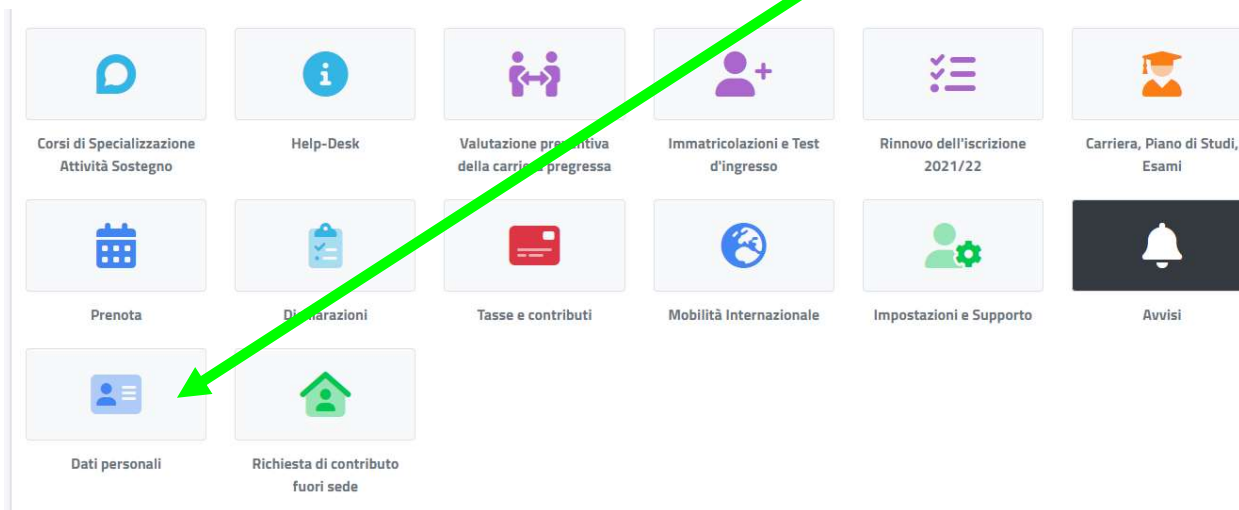 Corsi di Specializzazione
Attività Sostegno
Help-Desk
Valutazione preventiva
della carriera pregressa
Immatricolazioni e Test
d'ingresso
Rinnovo dell'iscrizione
2021/22
Carriera, Piano di Studi,
Esami
Prenota
Dichiarazioni
Tasse e contributi
Mobilità Internazionale
Impostazioni e Supporto
Avvisi
Dati personali
Richiesta di contributo
fuori sede